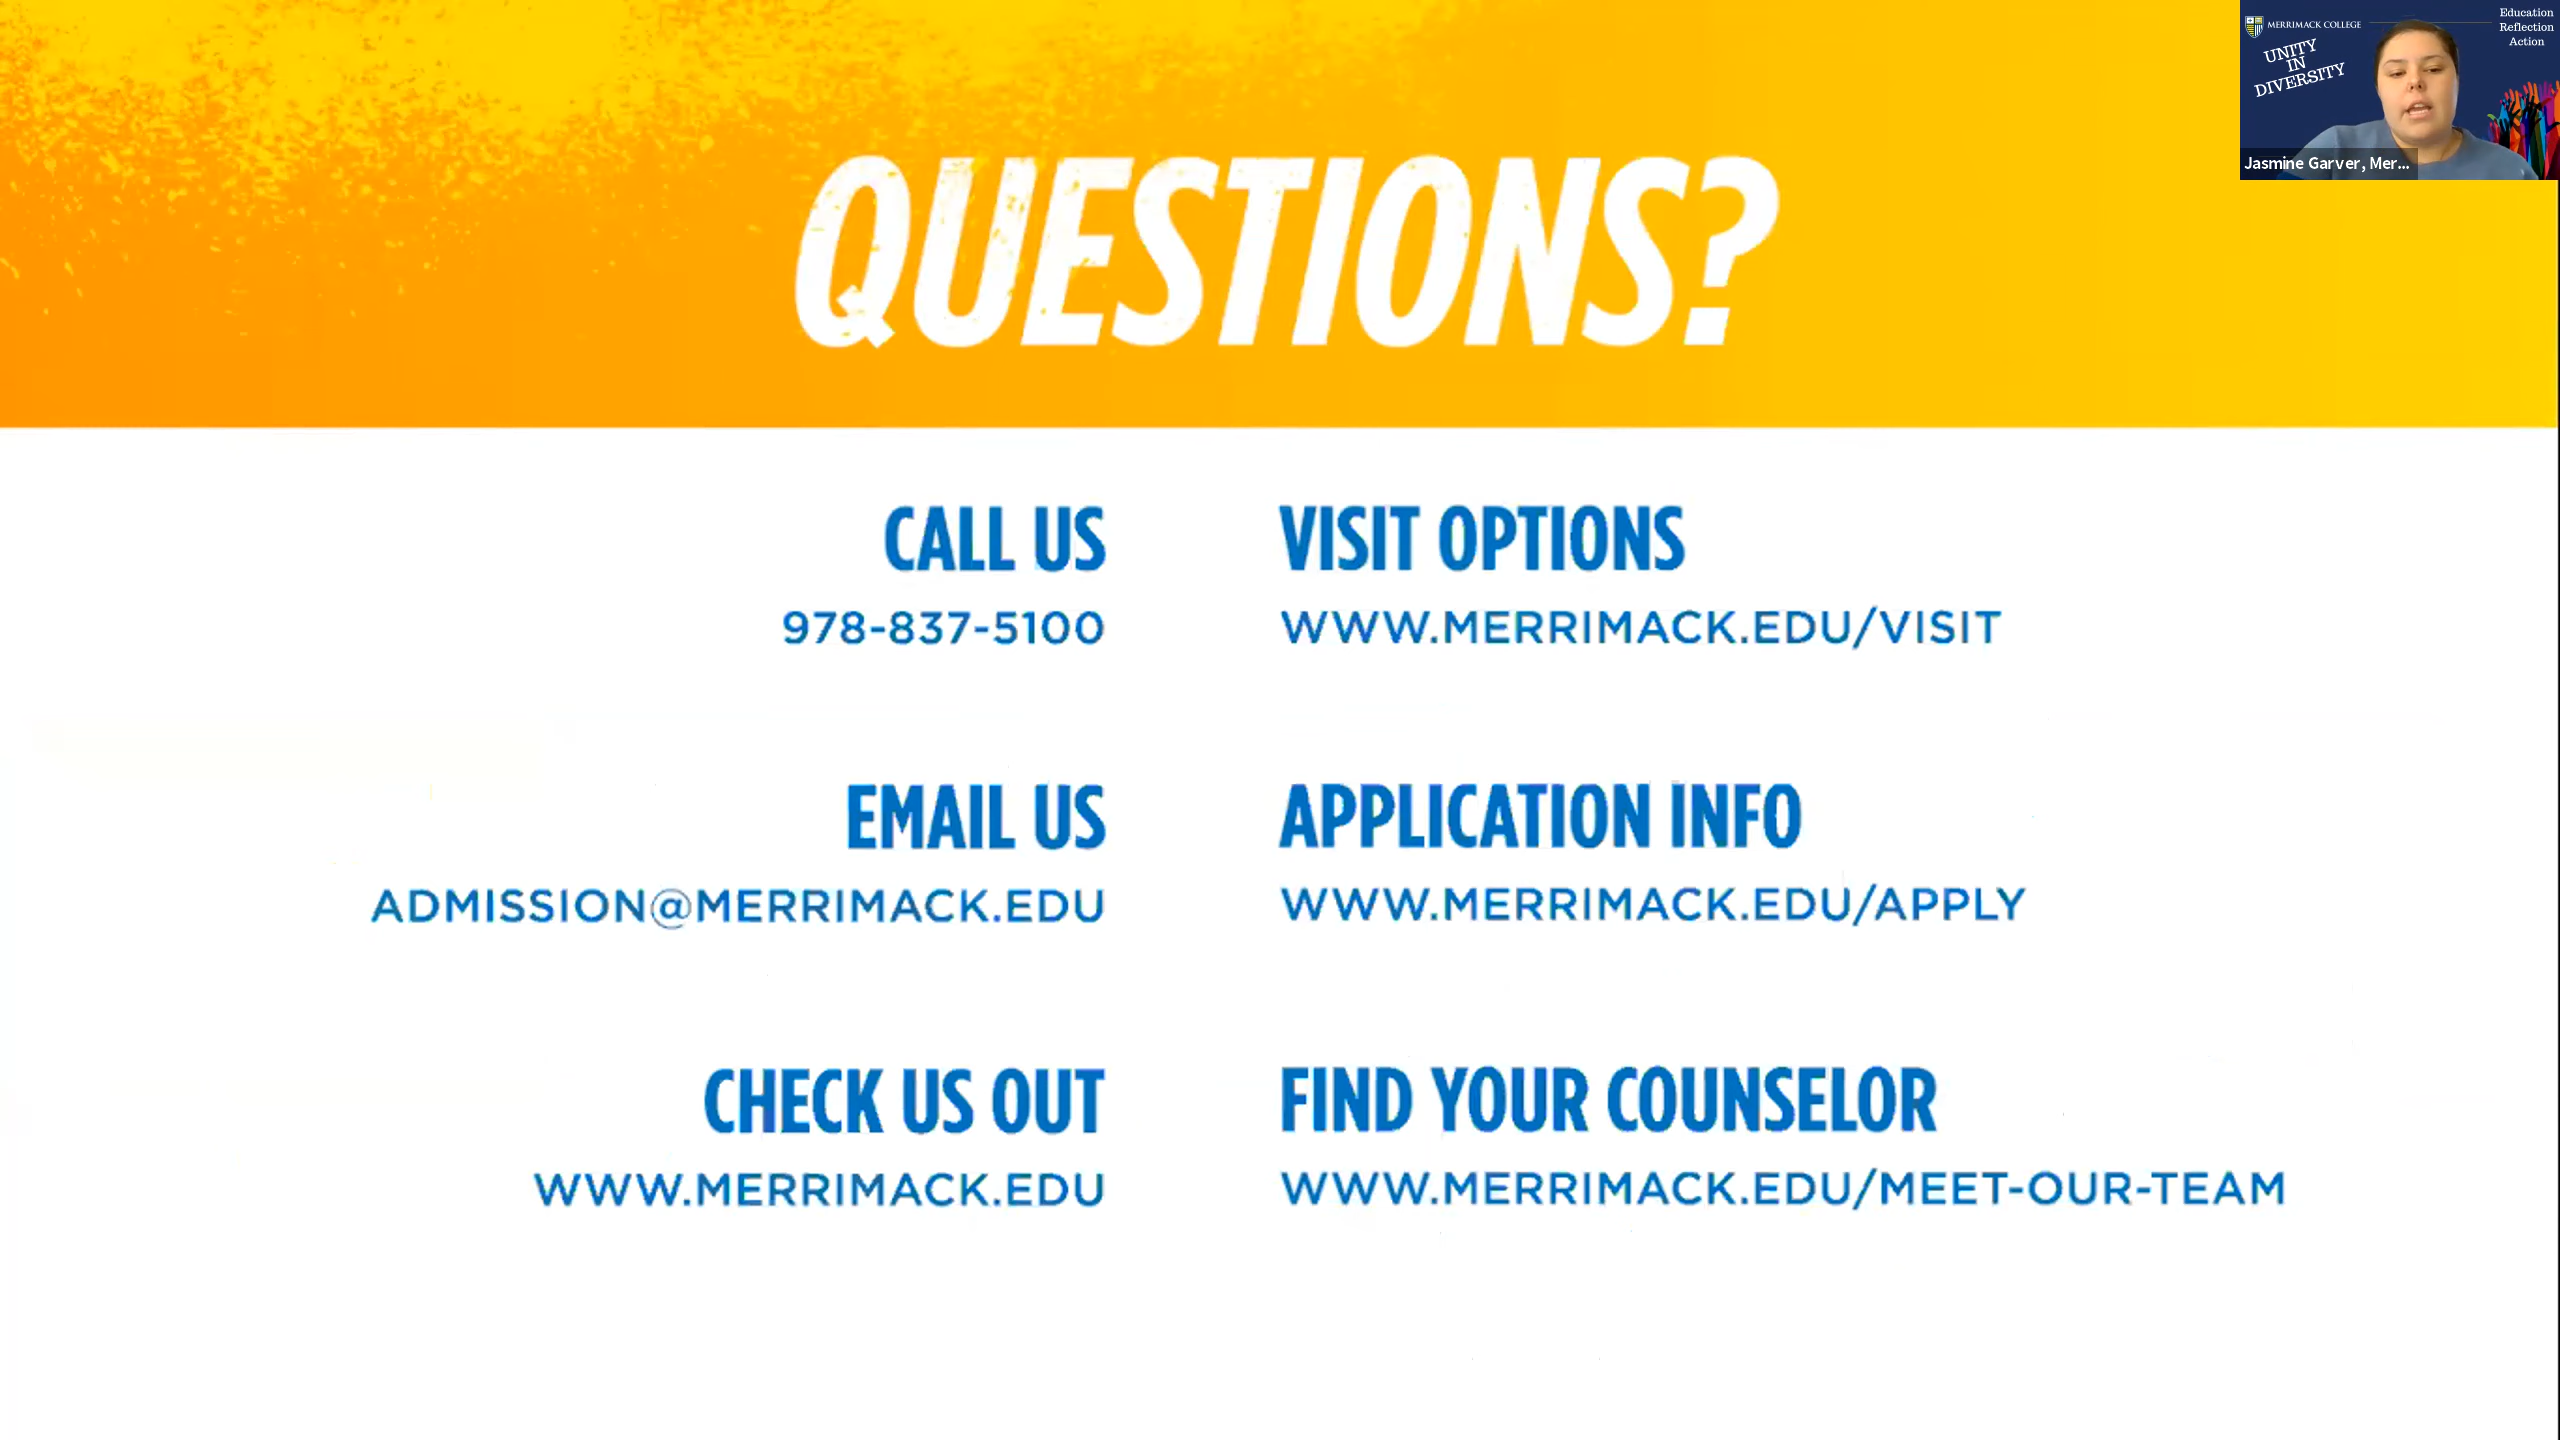 MERRIMACK COLLEGE
Education
Reflection
Action
UNITY
IN
DIVERSITY
Jasmine Garver, Mer...
QUESTIONS?
CALL US
978-837-5100
EMAIL US
ADMISSION@MERRIMACK.EDU
CHECK US OUT
WWW.MERRIMACK.EDU
VISIT OPTIONS
WWW.MERRIMACK.EDU/VISIT
APPLICATION INFO
WWW.MERRIMACK.EDU/APPLY
FIND YOUR COUNSELOR
WWW.MERRIMACK.EDU/MEET-OUR-TEAM